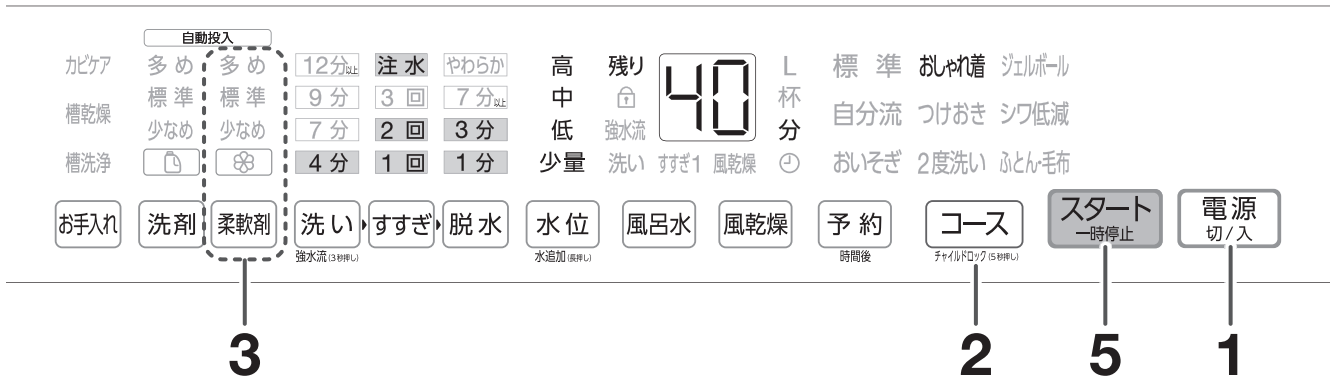 自動投入
カビケア 多め 多め 12分以上 注水 やわらか 高 残り 40 L 標準 おしゃれ着 ジェルボール
槽乾燥 標準 標準 9分 3回 7分以上 中 杯 自分流 つけおき シワ低減
少なめ 少なめ 7分 2回 3分 低 強水流 分
槽洗浄 4分 1回 1分 少量 洗い すすぎ1 風乾燥 おいそぎ 2度洗い ふとん・毛布
お手入れ 洗剤 柔軟剤 洗い すすぎ 脱水 水位 風呂水 風乾燥 予約 コース スタート 一時停止 電源 切/入
強水流(3秒押し) 水追加(長押し) 時間後 チャイルドロック(5秒押し)
3 2 5 1